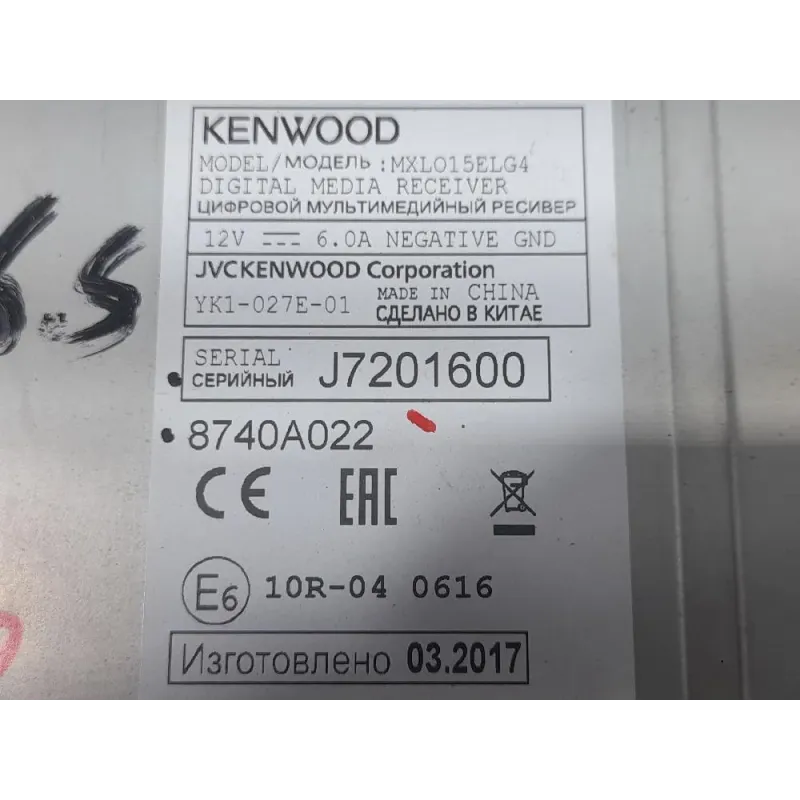 KENWOOD
MODEL/МОДЕЛЬ :MXL015ELG4
DIGITAL MEDIA RECEIVER
ЦИФРОВОЙ МУЛЬТИМЕДИЙНЫЙ РЕСИВЕР
12V ⎓ 6.0A NEGATIVE GND
JVCKENWOOD Corporation
YK1-027E-01 MADE IN CHINA
СДЕЛАНО В КИТАЕ
SERIAL
СЕРИЙНЫЙ J7201600
8740A022
CE EAC
E6 10R-04 0616
Изготовлено 03.2017